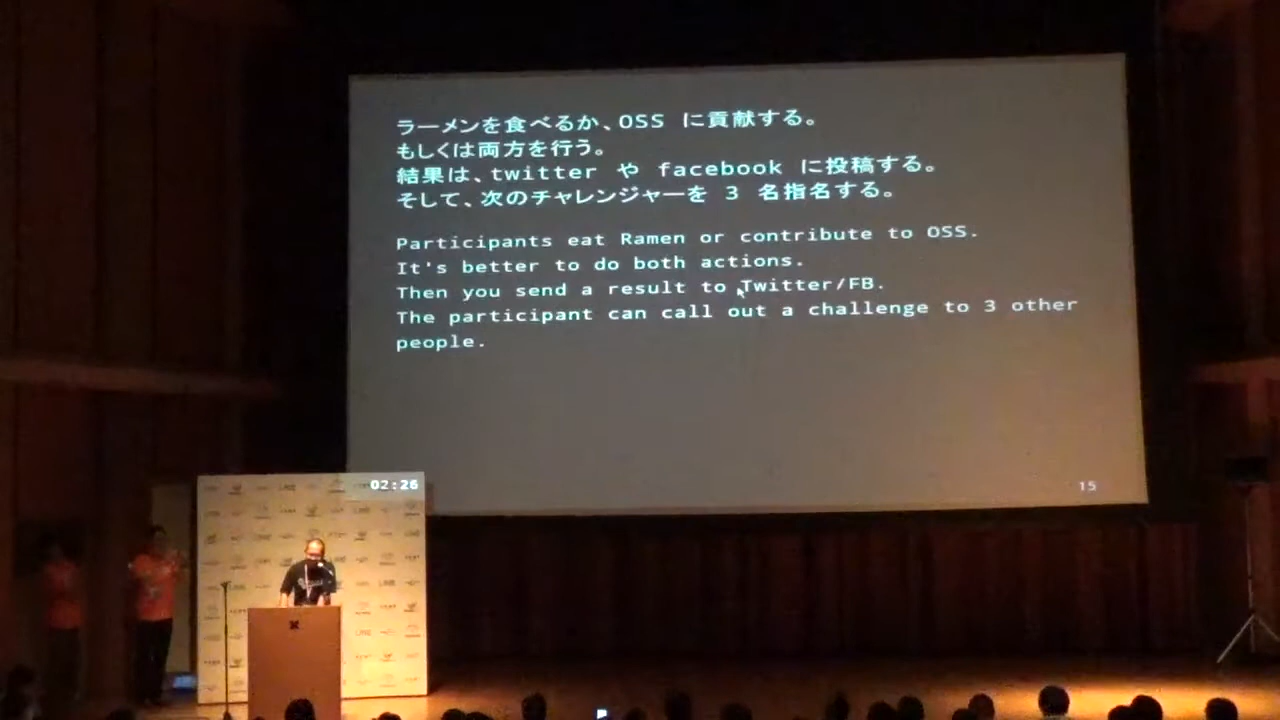 ラーメンを食べるか、OSS に貢献する。
もしくは両方を行う。
結果は、twitter や facebook に投稿する。
そして、次のチャレンジャーを 3 名指名する。
Participants eat Ramen or contribute to OSS.
It's better to do both actions.
Then you send a result to Twitter/FB.
The participant can call out a challenge to 3 other
people.
15
02:26